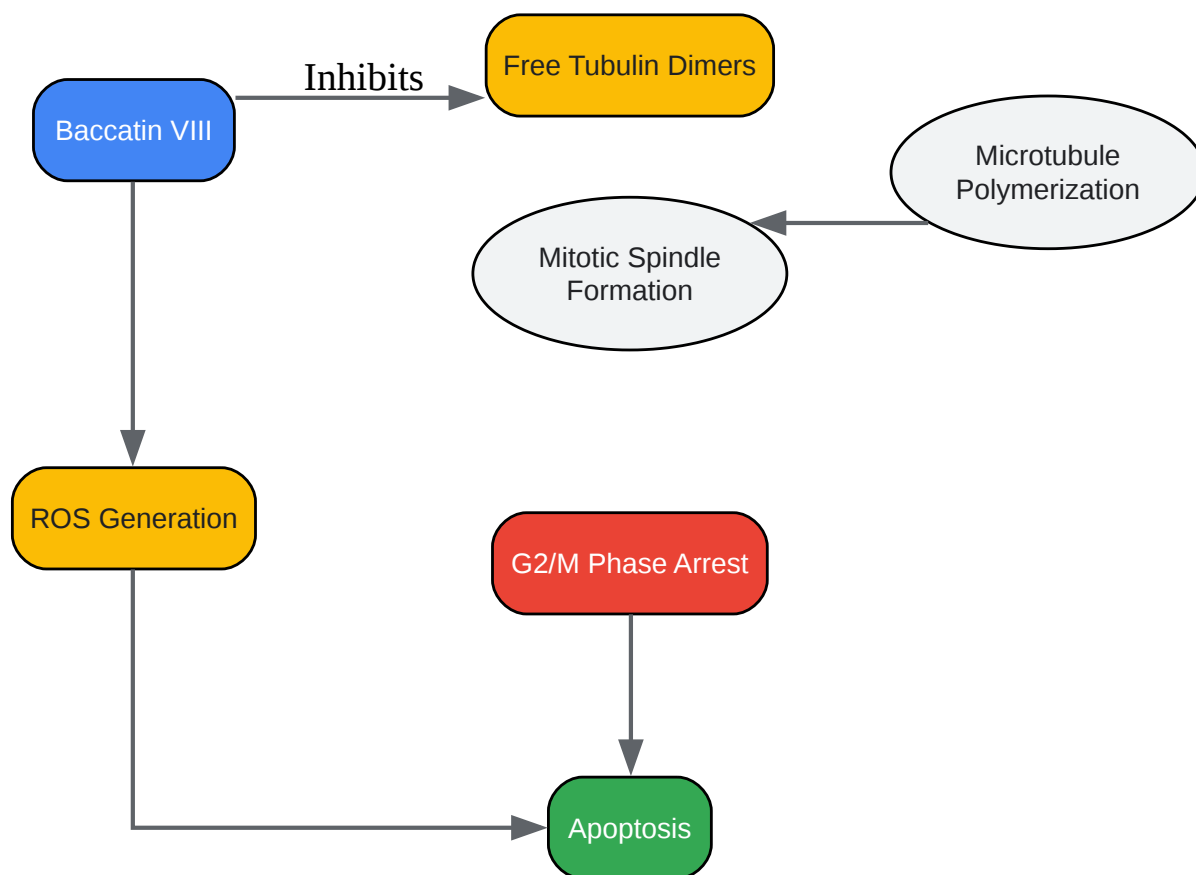 Free Tubulin Dimers
Inhibits
Baccatin VIII
Microtubule
Polymerization
Mitotic Spindle
Formation
ROS Generation
G2/M Phase Arrest
Apoptosis